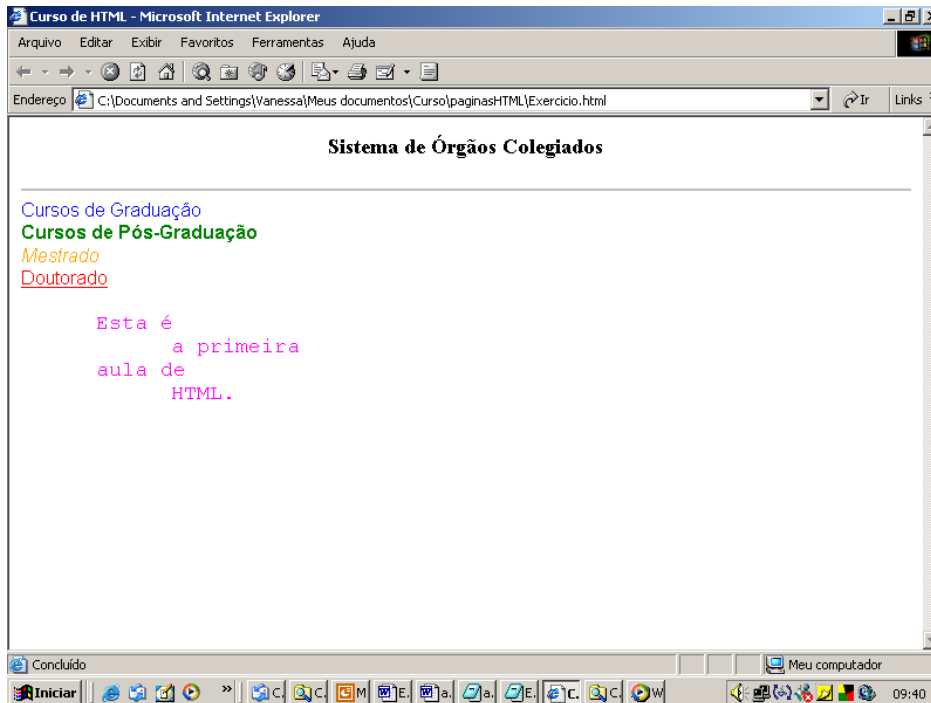 Curso de HTML - Microsoft Internet Explorer
Arquivo Editar Exibir Favoritos Ferramentas Ajuda
Endereço C:\Documents and Settings\Vanessa\Meus documentos\Curso\paginasHTML\Exercicio.html Ir Links
Sistema de Órgãos Colegiados
Cursos de Graduação
Cursos de Pós-Graduação
Mestrado
Doutorado
Esta é
a primeira
aula de
HTML.
Concluído Meu computador
Iniciar » C. C. M E. a. a. E. C. C. W 09:40